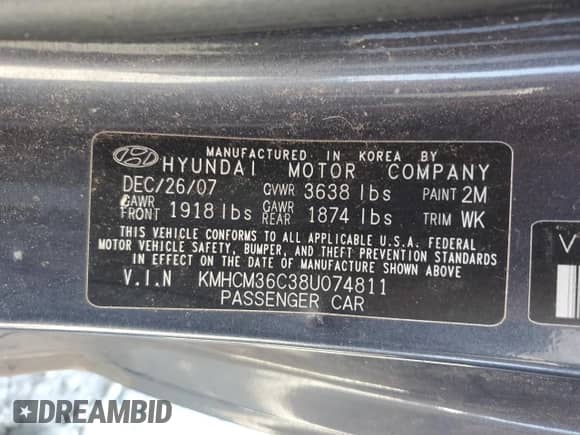 MANUFACTURED IN KOREA BY
HYUNDAI MOTOR COMPANY
DEC/26/07 GVWR 3638 lbs PAINT 2M
GAWR FRONT 1918 lbs GAWR REAR 1874 lbs TRIM WK
THIS VEHICLE CONFORMS TO ALL APPLICABLE U.S.A. FEDERAL
MOTOR VEHICLE SAFETY, BUMPER, AND THEFT PREVENTION STANDARDS
IN EFFECT ON THE DATE OF MANUFACTURE SHOWN ABOVE
V.I.N KMHCM36C38U074811
PASSENGER CAR
V
DREAMBID